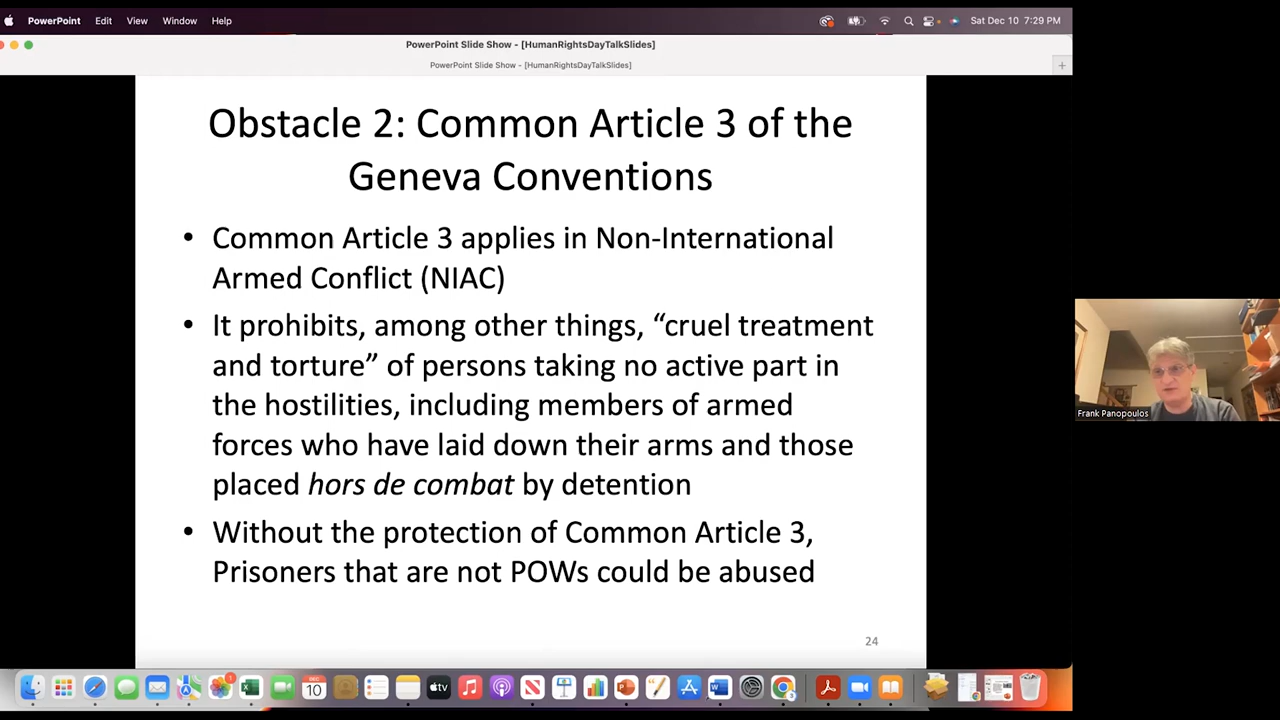 PowerPoint Edit View Window Help Sat Dec 10 7:29 PM
PowerPoint Slide Show - [HumanRightsDayTalkSlides]
PowerPoint Slide Show - [HumanRightsDayTalkSlides]
Obstacle 2: Common Article 3 of the
Geneva Conventions
• Common Article 3 applies in Non-International
Armed Conflict (NIAC)
• It prohibits, among other things, “cruel treatment
and torture” of persons taking no active part in
the hostilities, including members of armed
forces who have laid down their arms and those
placed hors de combat by detention
• Without the protection of Common Article 3,
Prisoners that are not POWs could be abused
24
Frank Panopoulos
DEC
10
1
tv